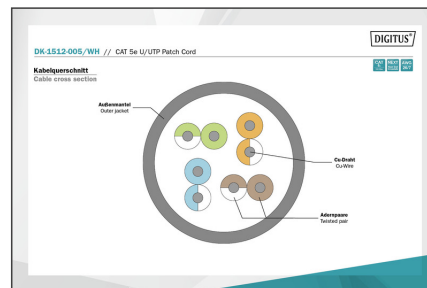 DIGITUS®
DK-1512-005/WH // CAT 5e U/UTP Patch Cord
Kabelquerschnitt
Cable cross section
Außenmantel
Outer jacket
Cu-Draht
Cu-Wire
Adernpaare
Twisted pair